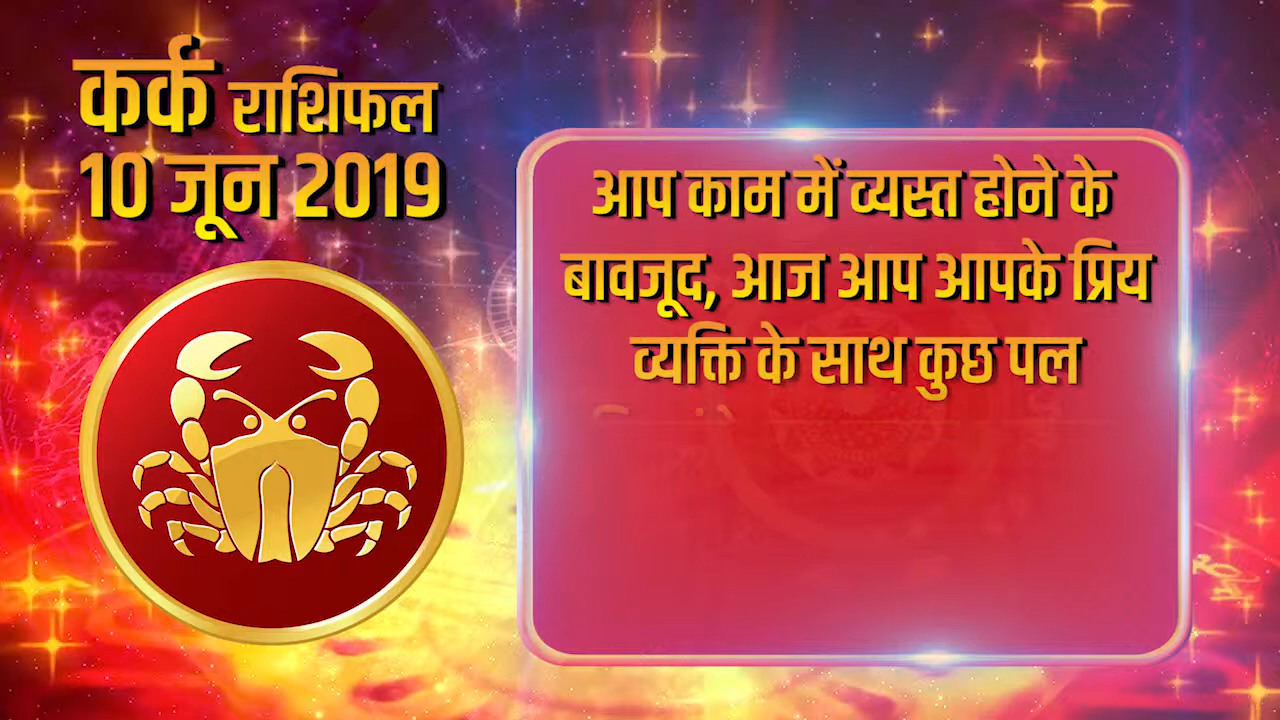 कर्क राशिफल
10 जून 2019
आप काम में व्यस्त होने के
बावजूद, आज आप आपके प्रिय
व्यक्ति के साथ कुछ पल